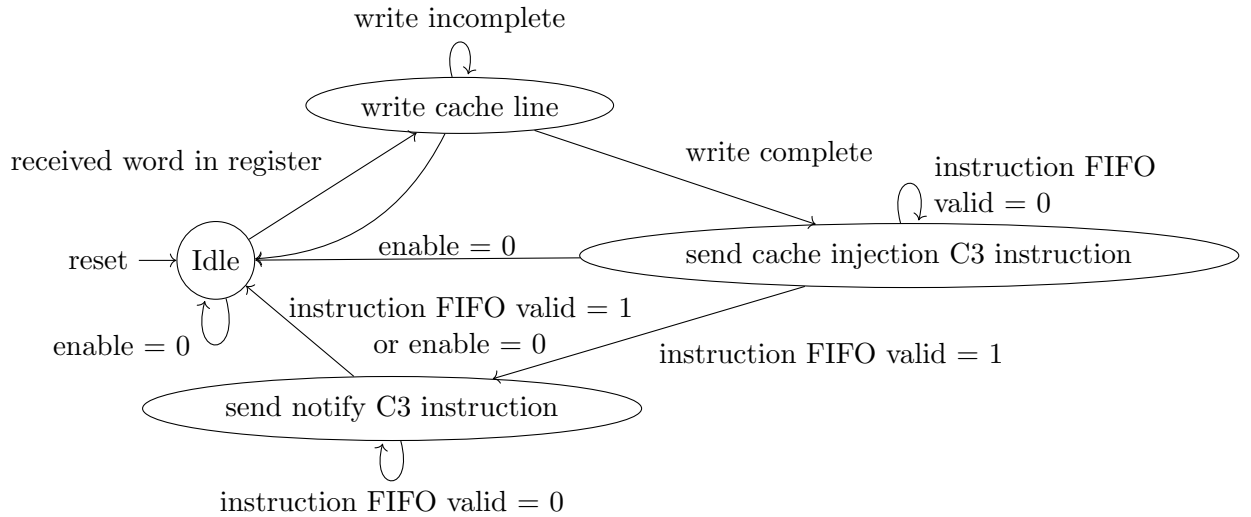 write incomplete
write cache line
received word in register
write complete
instruction FIFO
valid = 0
reset
Idle
enable = 0
send cache injection C3 instruction
instruction FIFO valid = 1
or enable = 0
enable = 0
instruction FIFO valid = 1
send notify C3 instruction
instruction FIFO valid = 0